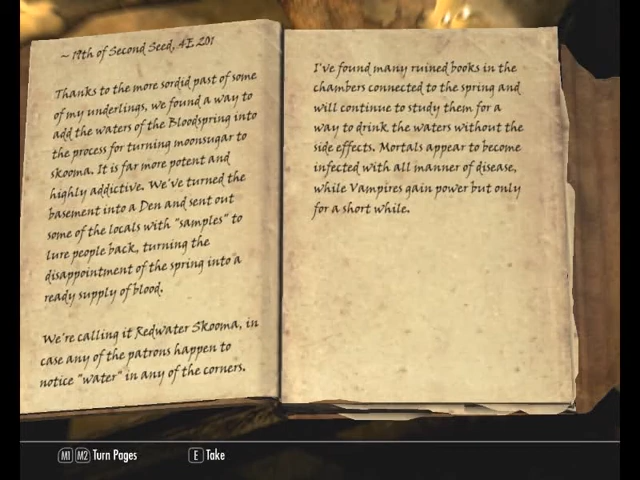 ~ 19th of Second Seed, 4E 201
Thanks to the more sordid past of some
of my underlings, we found a way to
add the waters of the Bloodspring into
the process for turning moonsugar to
skooma. It is far more potent and
highly addictive. We've turned the
basement into a Den and sent out
some of the locals with "samples" to
lure people back, turning the
disappointment of the spring into a
ready supply of blood.
We're calling it Redwater Skooma, in
case any of the patrons happen to
notice "water" in any of the corners.
I've found many ruined books in the
chambers connected to the spring and
will continue to study them for a
way to drink the waters without the
side effects. Mortals appear to become
infected with all manner of disease,
while Vampires gain power but only
for a short while.
M1 M2 Turn Pages E Take